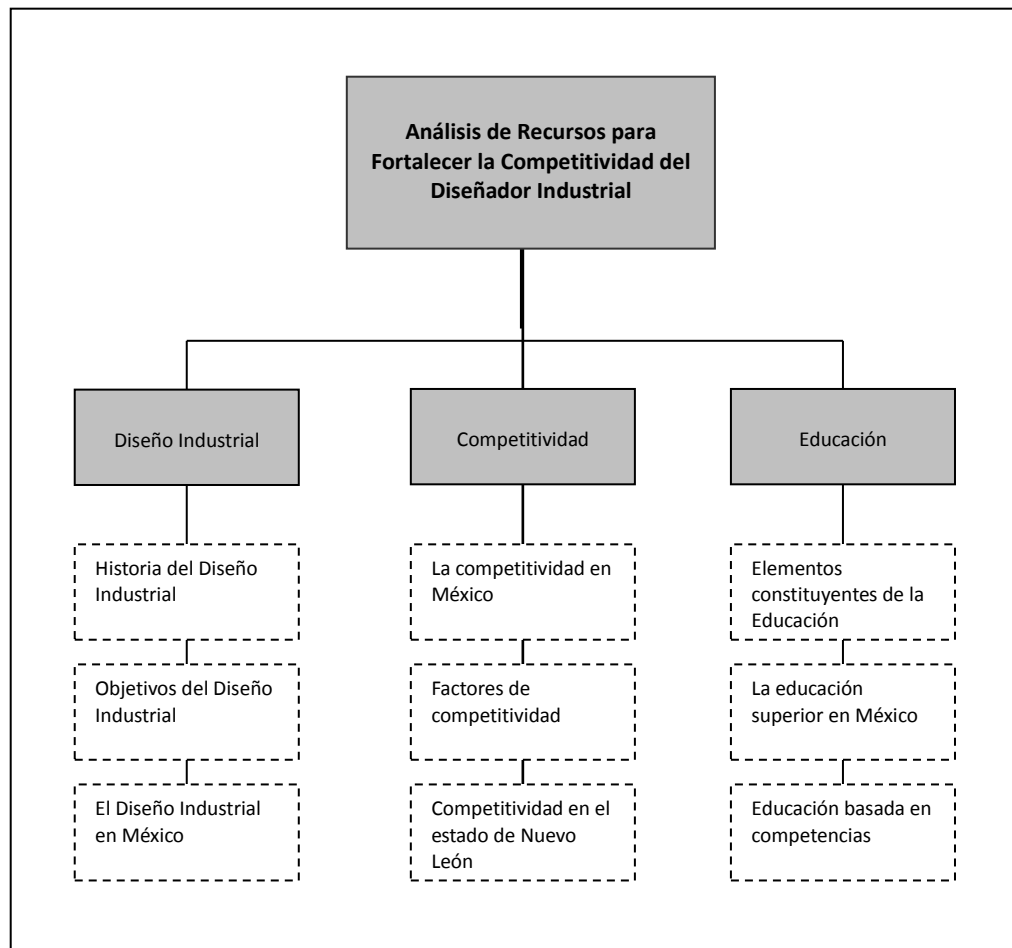 Análisis de Recursos para
Fortalecer la Competitividad del
Diseñador Industrial
Diseño Industrial
Competitividad
Educación
Historia del Diseño
Industrial
La competitividad en
México
Elementos
constituyentes de la
Educación
Objetivos del Diseño
Industrial
Factores de
competitividad
La educación
superior en México
El Diseño Industrial
en México
Competitividad en el
estado de Nuevo
León
Educación basada en
competencias